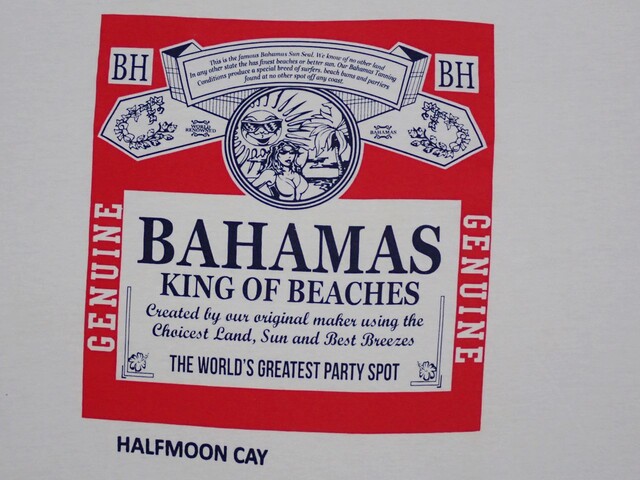 BH
BH
This is the famous Bahamas Sun Seal. We know of no other land
In any other state the has finest beaches or better sun. Our Bahamas Tanning
Conditions produce a special breed of surfers, beach bums and partiers
found at no other spot off any coast.
WORLD
RENOWNED
BAHAMAS
GENUINE
GENUINE
BAHAMAS
KING OF BEACHES
Created by our original maker using the
Choicest Land, Sun and Best Breezes
THE WORLD'S GREATEST PARTY SPOT
HALFMOON CAY